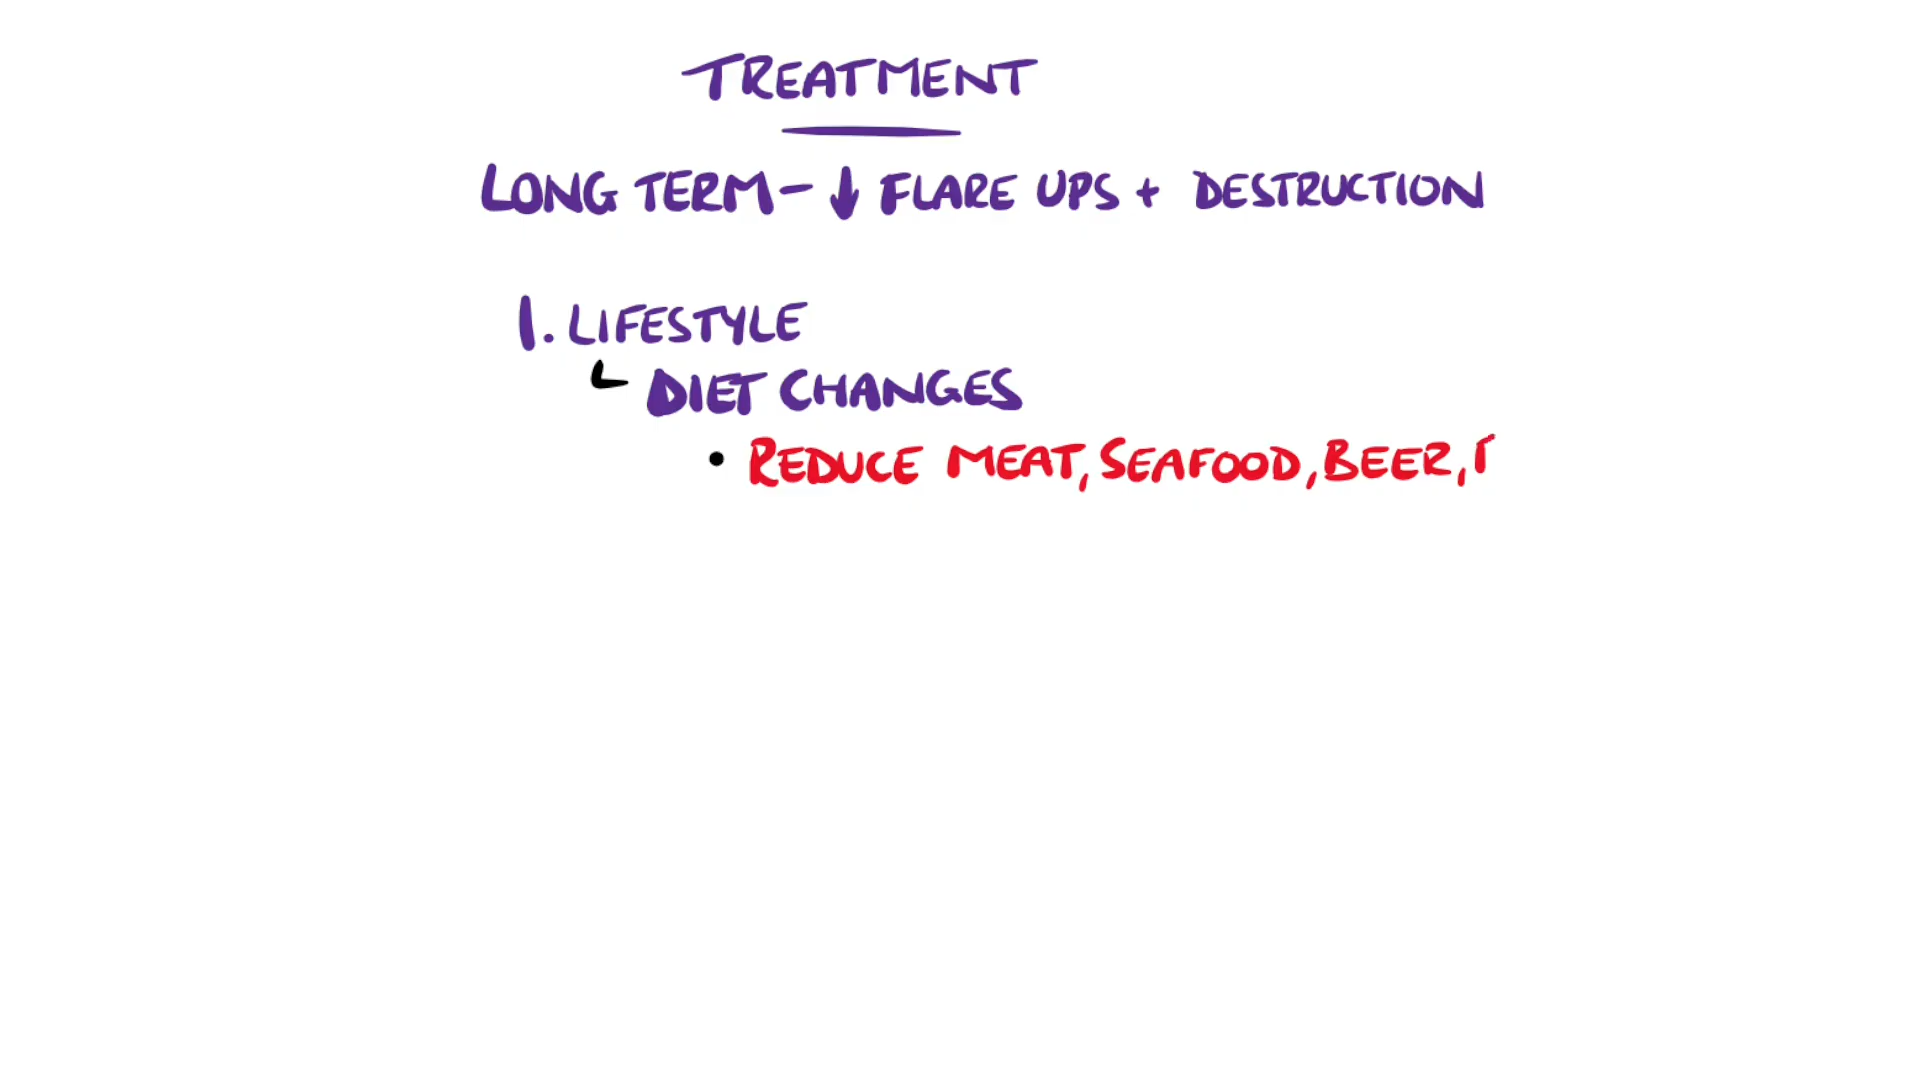 TREATMENT
LONG TERM - ↓ FLARE UPS + DESTRUCTION
1. LIFESTYLE
DIET CHANGES
• REDUCE MEAT, SEAFOOD, BEER,